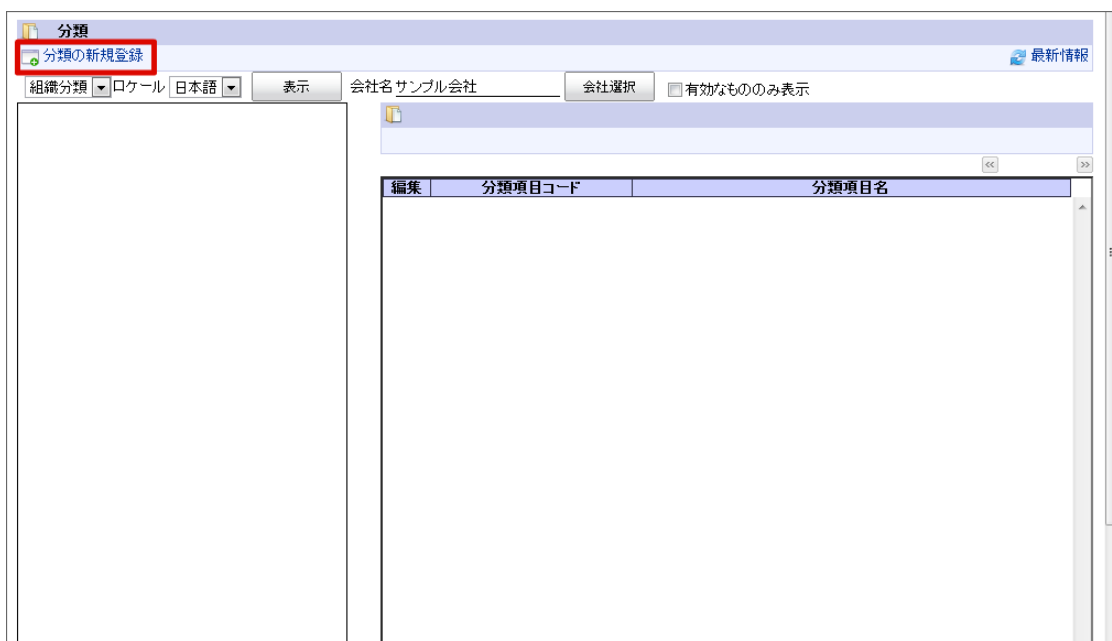 分類
分類の新規登録 最新情報
組織分類 ロケール 日本語 表示 会社名 サンプル会社 会社選択 有効なもののみ表示
<< >>
編集 分類項目コード 分類項目名